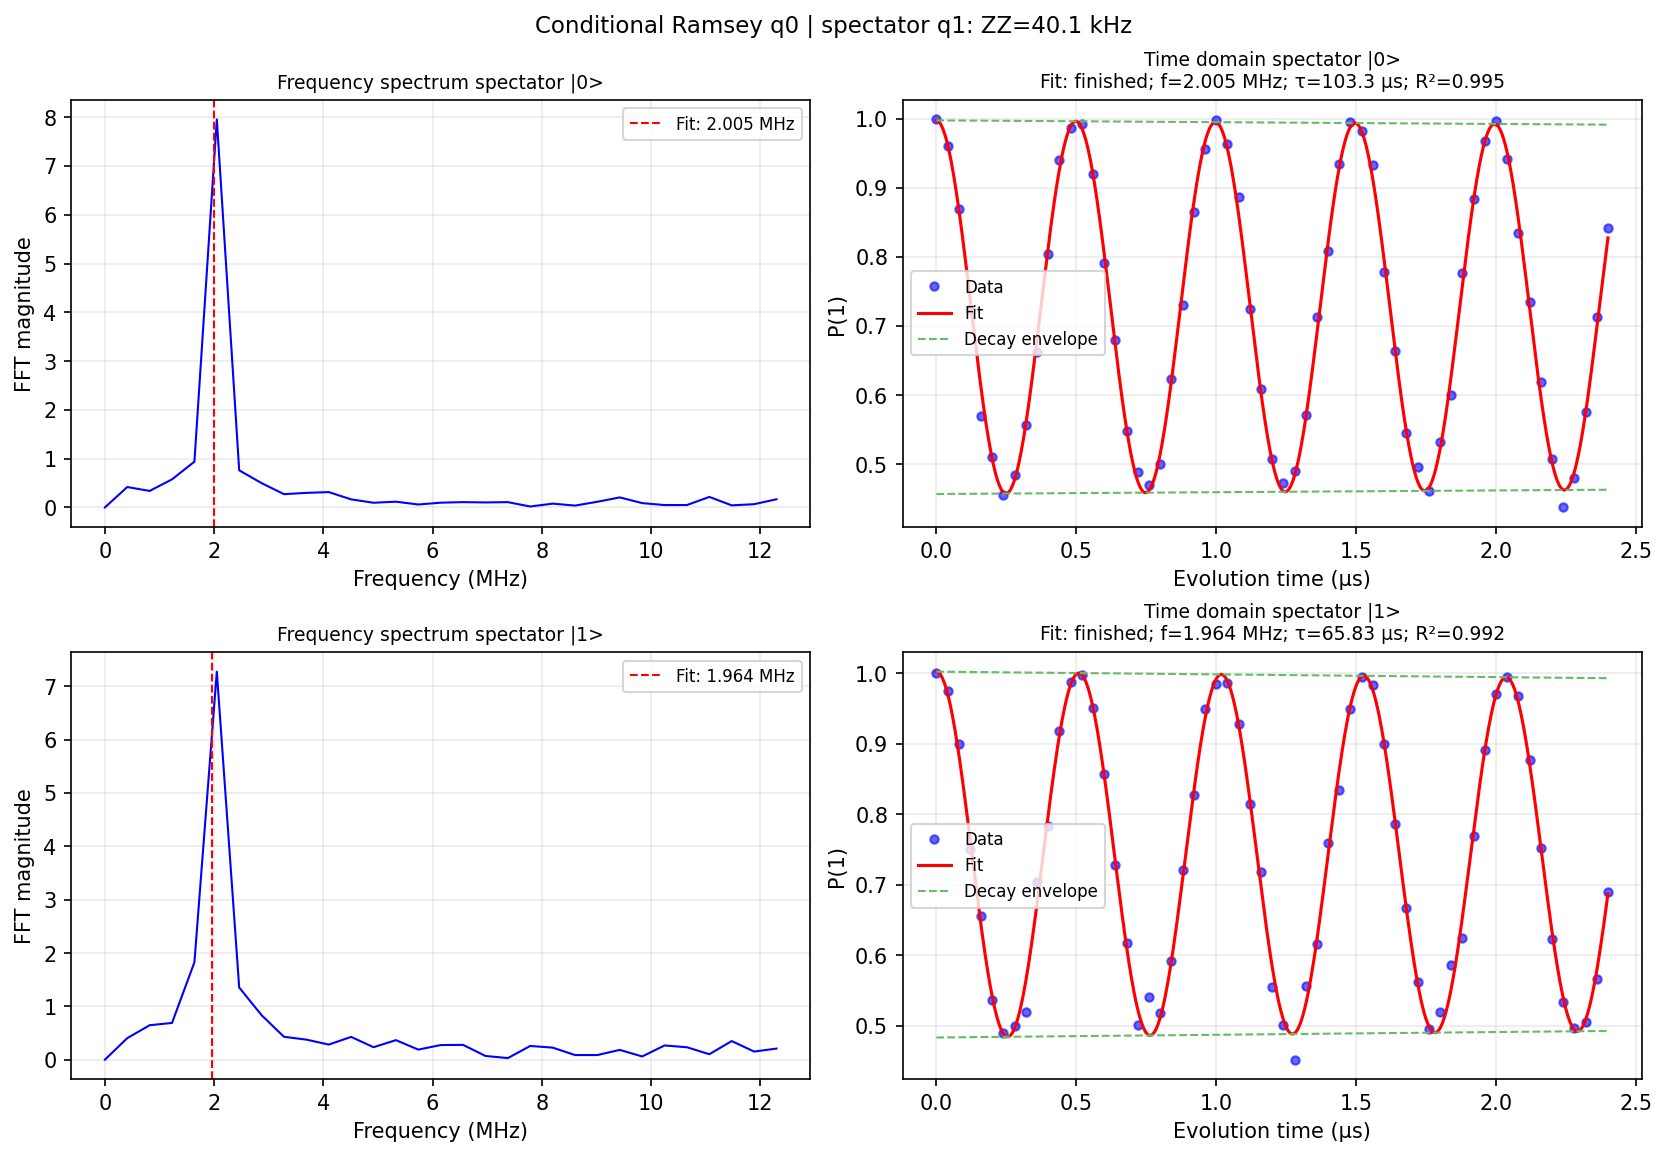 Conditional Ramsey q0 | spectator q1: ZZ=40.1 kHz
Frequency spectrum spectator |0>
8
7
6
5
4
3
2
1
0
FFT magnitude
Fit: 2.005 MHz
0 2 4 6 8 10 12
Frequency (MHz)
Time domain spectator |0>
Fit: finished; f=2.005 MHz; τ=103.3 μs; R²=0.995
1.0
0.9
0.8
0.7
0.6
0.5
P(1)
Data
Fit
Decay envelope
0.0 0.5 1.0 1.5 2.0 2.5
Evolution time (μs)
Frequency spectrum spectator |1>
7
6
5
4
3
2
1
0
FFT magnitude
Fit: 1.964 MHz
0 2 4 6 8 10 12
Frequency (MHz)
Time domain spectator |1>
Fit: finished; f=1.964 MHz; τ=65.83 μs; R²=0.992
1.0
0.9
0.8
0.7
0.6
0.5
P(1)
Data
Fit
Decay envelope
0.0 0.5 1.0 1.5 2.0 2.5
Evolution time (μs)